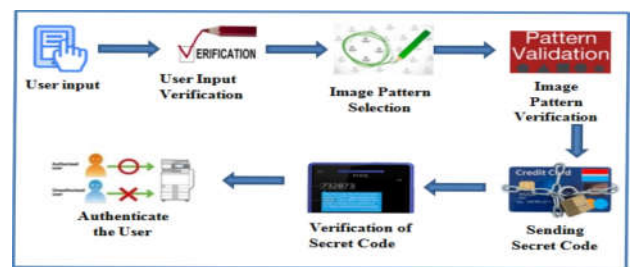 User input
ERIFICATION
User Input
Verification
Image Pattern
Selection
Pattern
Validation
Image
Pattern
Verification
Credit Card
Sending
Secret Code
732873
Verification of
Secret Code
Authenticate
the User